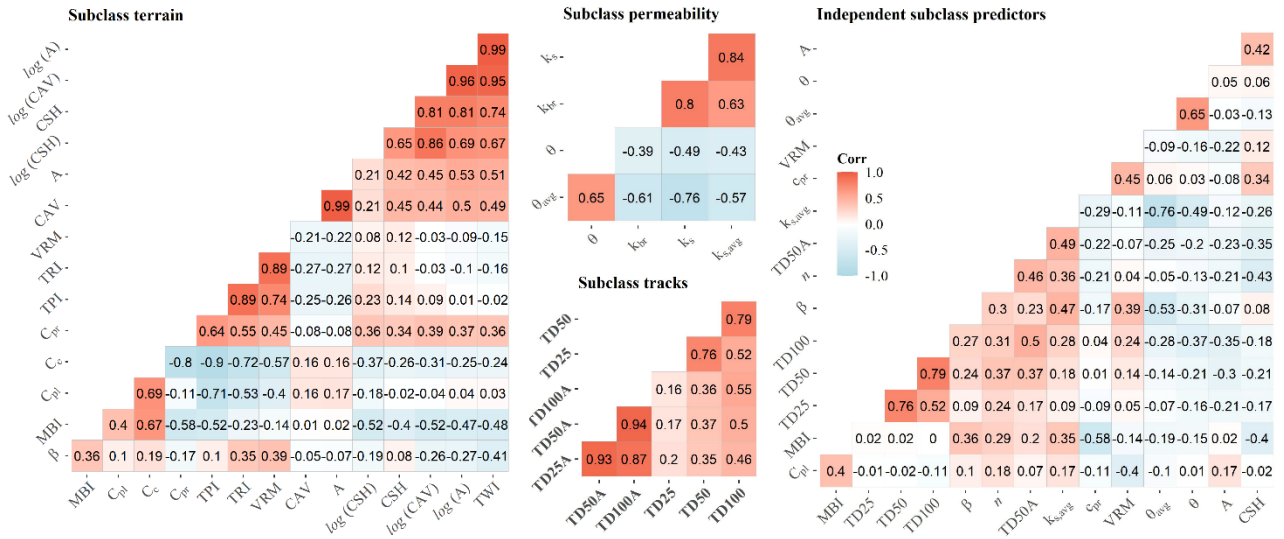 Subclass terrain
log (A)
0.99
log (CAV)
0.96 0.95
CSH
0.81 0.81 0.74
log (CSH)
0.65 0.86 0.69 0.67
A
0.21 0.42 0.45 0.53 0.51
CAV
0.99 0.21 0.45 0.44 0.5 0.49
VRM
-0.21 -0.22 0.08 0.12 -0.03 -0.09 -0.15
TRI
0.89 -0.27 -0.27 0.12 0.1 -0.03 -0.1 -0.16
TPI
0.89 0.74 -0.25 -0.26 0.23 0.14 0.09 0.01 -0.02
Cpr
0.64 0.55 0.45 -0.08 -0.08 0.36 0.34 0.39 0.37 0.36
Cc
-0.8 -0.9 -0.72 -0.57 0.16 0.16 -0.37 -0.26 -0.31 -0.25 -0.24
Cpl
0.69 -0.11 -0.71 -0.53 -0.4 0.16 0.17 -0.18 -0.02 -0.04 0.04 0.03
MBI
0.4 0.67 -0.58 -0.52 -0.23 -0.14 0.01 0.02 -0.52 -0.4 -0.52 -0.47 -0.48
β
0.36 0.1 0.19 -0.17 0.1 0.35 0.39 -0.05 -0.07 -0.19 0.08 -0.26 -0.27 -0.41
MBI Cpl Cc Cpr TPI TRI VRM CAV A log (CSH) CSH log (CAV) log (A) TWI
Subclass permeability
ks
0.84
kbr
0.8 0.63
θ
-0.39 -0.49 -0.43
θavg
0.65 -0.61 -0.76 -0.57
θ kbr ks ks,avg
Subclass tracks
TD50
0.79
TD25
0.76 0.52
TD100A
0.16 0.36 0.55
TD50A
0.94 0.17 0.37 0.5
TD25A
0.93 0.87 0.2 0.35 0.46
TD50A TD100A TD25 TD50 TD100
Independent subclass predictors
A
0.42
θ
0.05 0.06
θavg
0.65 -0.03 -0.13
VRM
-0.09 -0.16 -0.22 0.12
cpr
0.45 0.06 0.03 -0.08 0.34
ks,avg
-0.29 -0.11 -0.76 -0.49 -0.12 -0.26
TD50A
0.49 -0.22 -0.07 -0.25 -0.2 -0.23 -0.35
n
0.46 0.36 -0.21 0.04 -0.05 -0.13 -0.21 -0.43
β
0.3 0.23 0.47 -0.17 0.39 -0.53 -0.31 -0.07 0.08
TD100
0.27 0.31 0.5 0.28 0.04 0.24 -0.28 -0.37 -0.35 -0.18
TD50
0.79 0.24 0.37 0.37 0.18 0.01 0.14 -0.14 -0.21 -0.3 -0.21
TD25
0.76 0.52 0.09 0.24 0.17 0.09 -0.09 0.05 -0.07 -0.16 -0.21 -0.17
MBI
0.02 0.02 0 0.36 0.29 0.2 0.35 -0.58 -0.14 -0.19 -0.15 0.02 -0.4
Cpl
0.4 -0.01 -0.02 -0.11 0.1 0.18 0.07 0.17 -0.11 -0.4 -0.1 0.01 0.17 -0.02
MBI TD25 TD50 TD100 β n TD50A ks,avg cpr VRM θavg θ A CSH
Corr
1.0
0.5
0.0
-0.5
-1.0